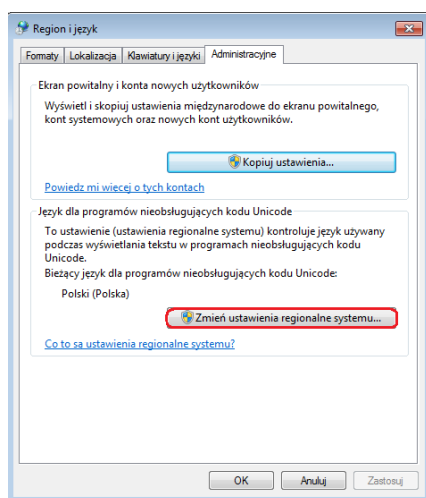 Region i język
Formaty Lokalizacja Klawiatury i języki Administracyjne
Ekran powitalny i konta nowych użytkowników
Wyświetl i skopiuj ustawienia międzynarodowe do ekranu powitalnego,
kont systemowych oraz nowych kont użytkowników.
Kopiuj ustawienia...
Powiedz mi wiecej o tych kontach
Język dla programów nieobsługujących kodu Unicode
To ustawienie (ustawienia regionalne systemu) kontroluje język używany
podczas wyświetlania tekstu w programach nieobsługujących kodu
Unicode.
Bieżący język dla programów nieobsługujących kodu Unicode:
Polski (Polska)
Zmień ustawienia regionalne systemu...
Co to sa ustawienia regionalne systemu?
OK Anuluj Zastosuj